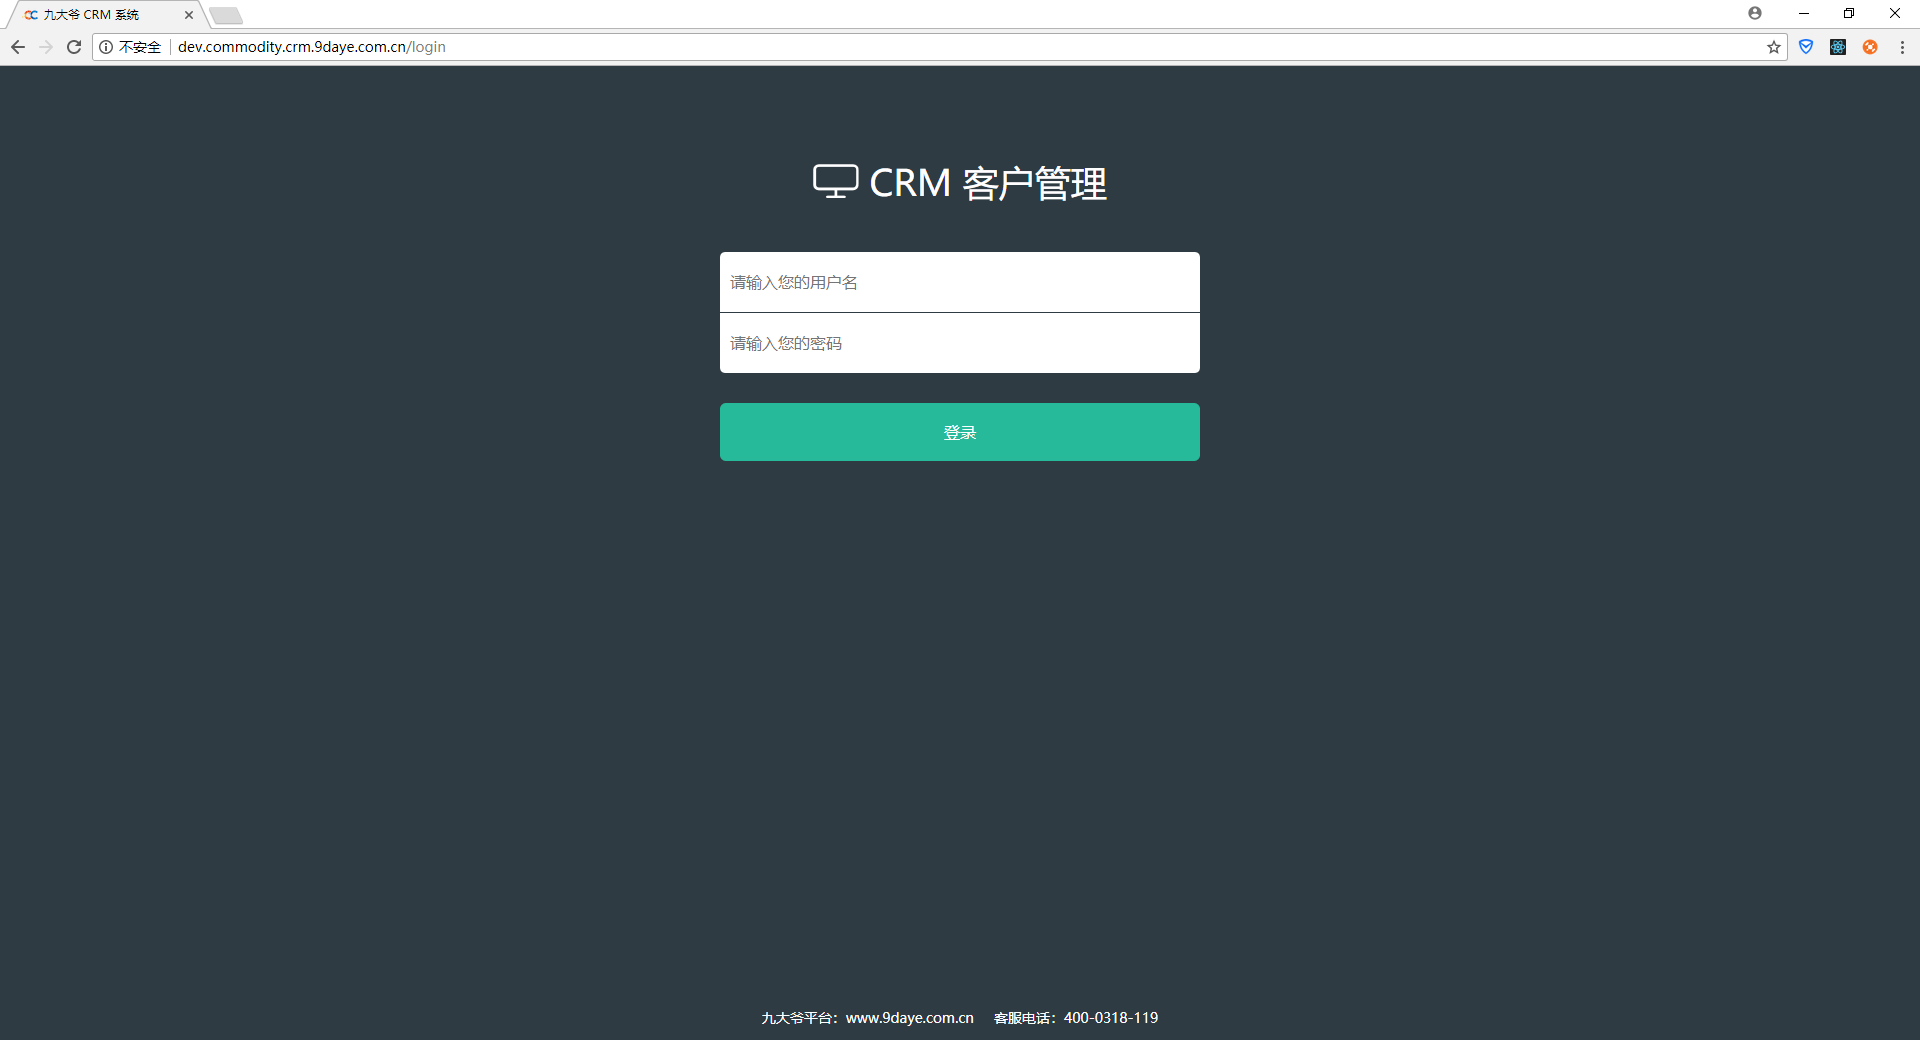 九大爷 CRM 系统
不安全 dev.commodity.crm.9daye.com.cn/login
CRM 客户管理
请输入您的用户名
请输入您的密码
登录
九大爷平台：www.9daye.com.cn 客服电话：400-0318-119